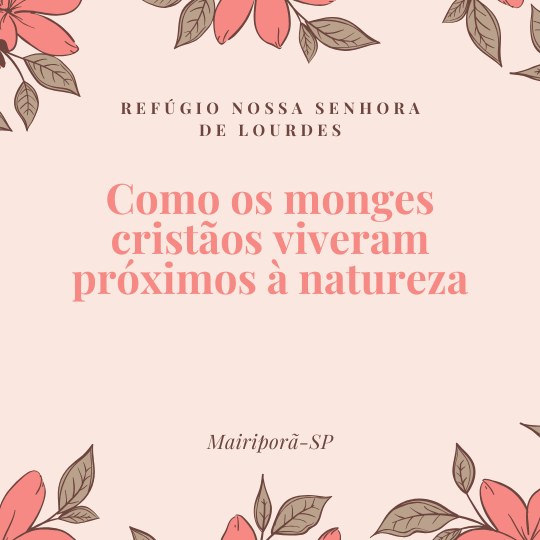 REFÚGIO NOSSA SENHORA
DE LOURDES
Como os monges
cristãos viveram
próximos à natureza
Mairiporã-SP